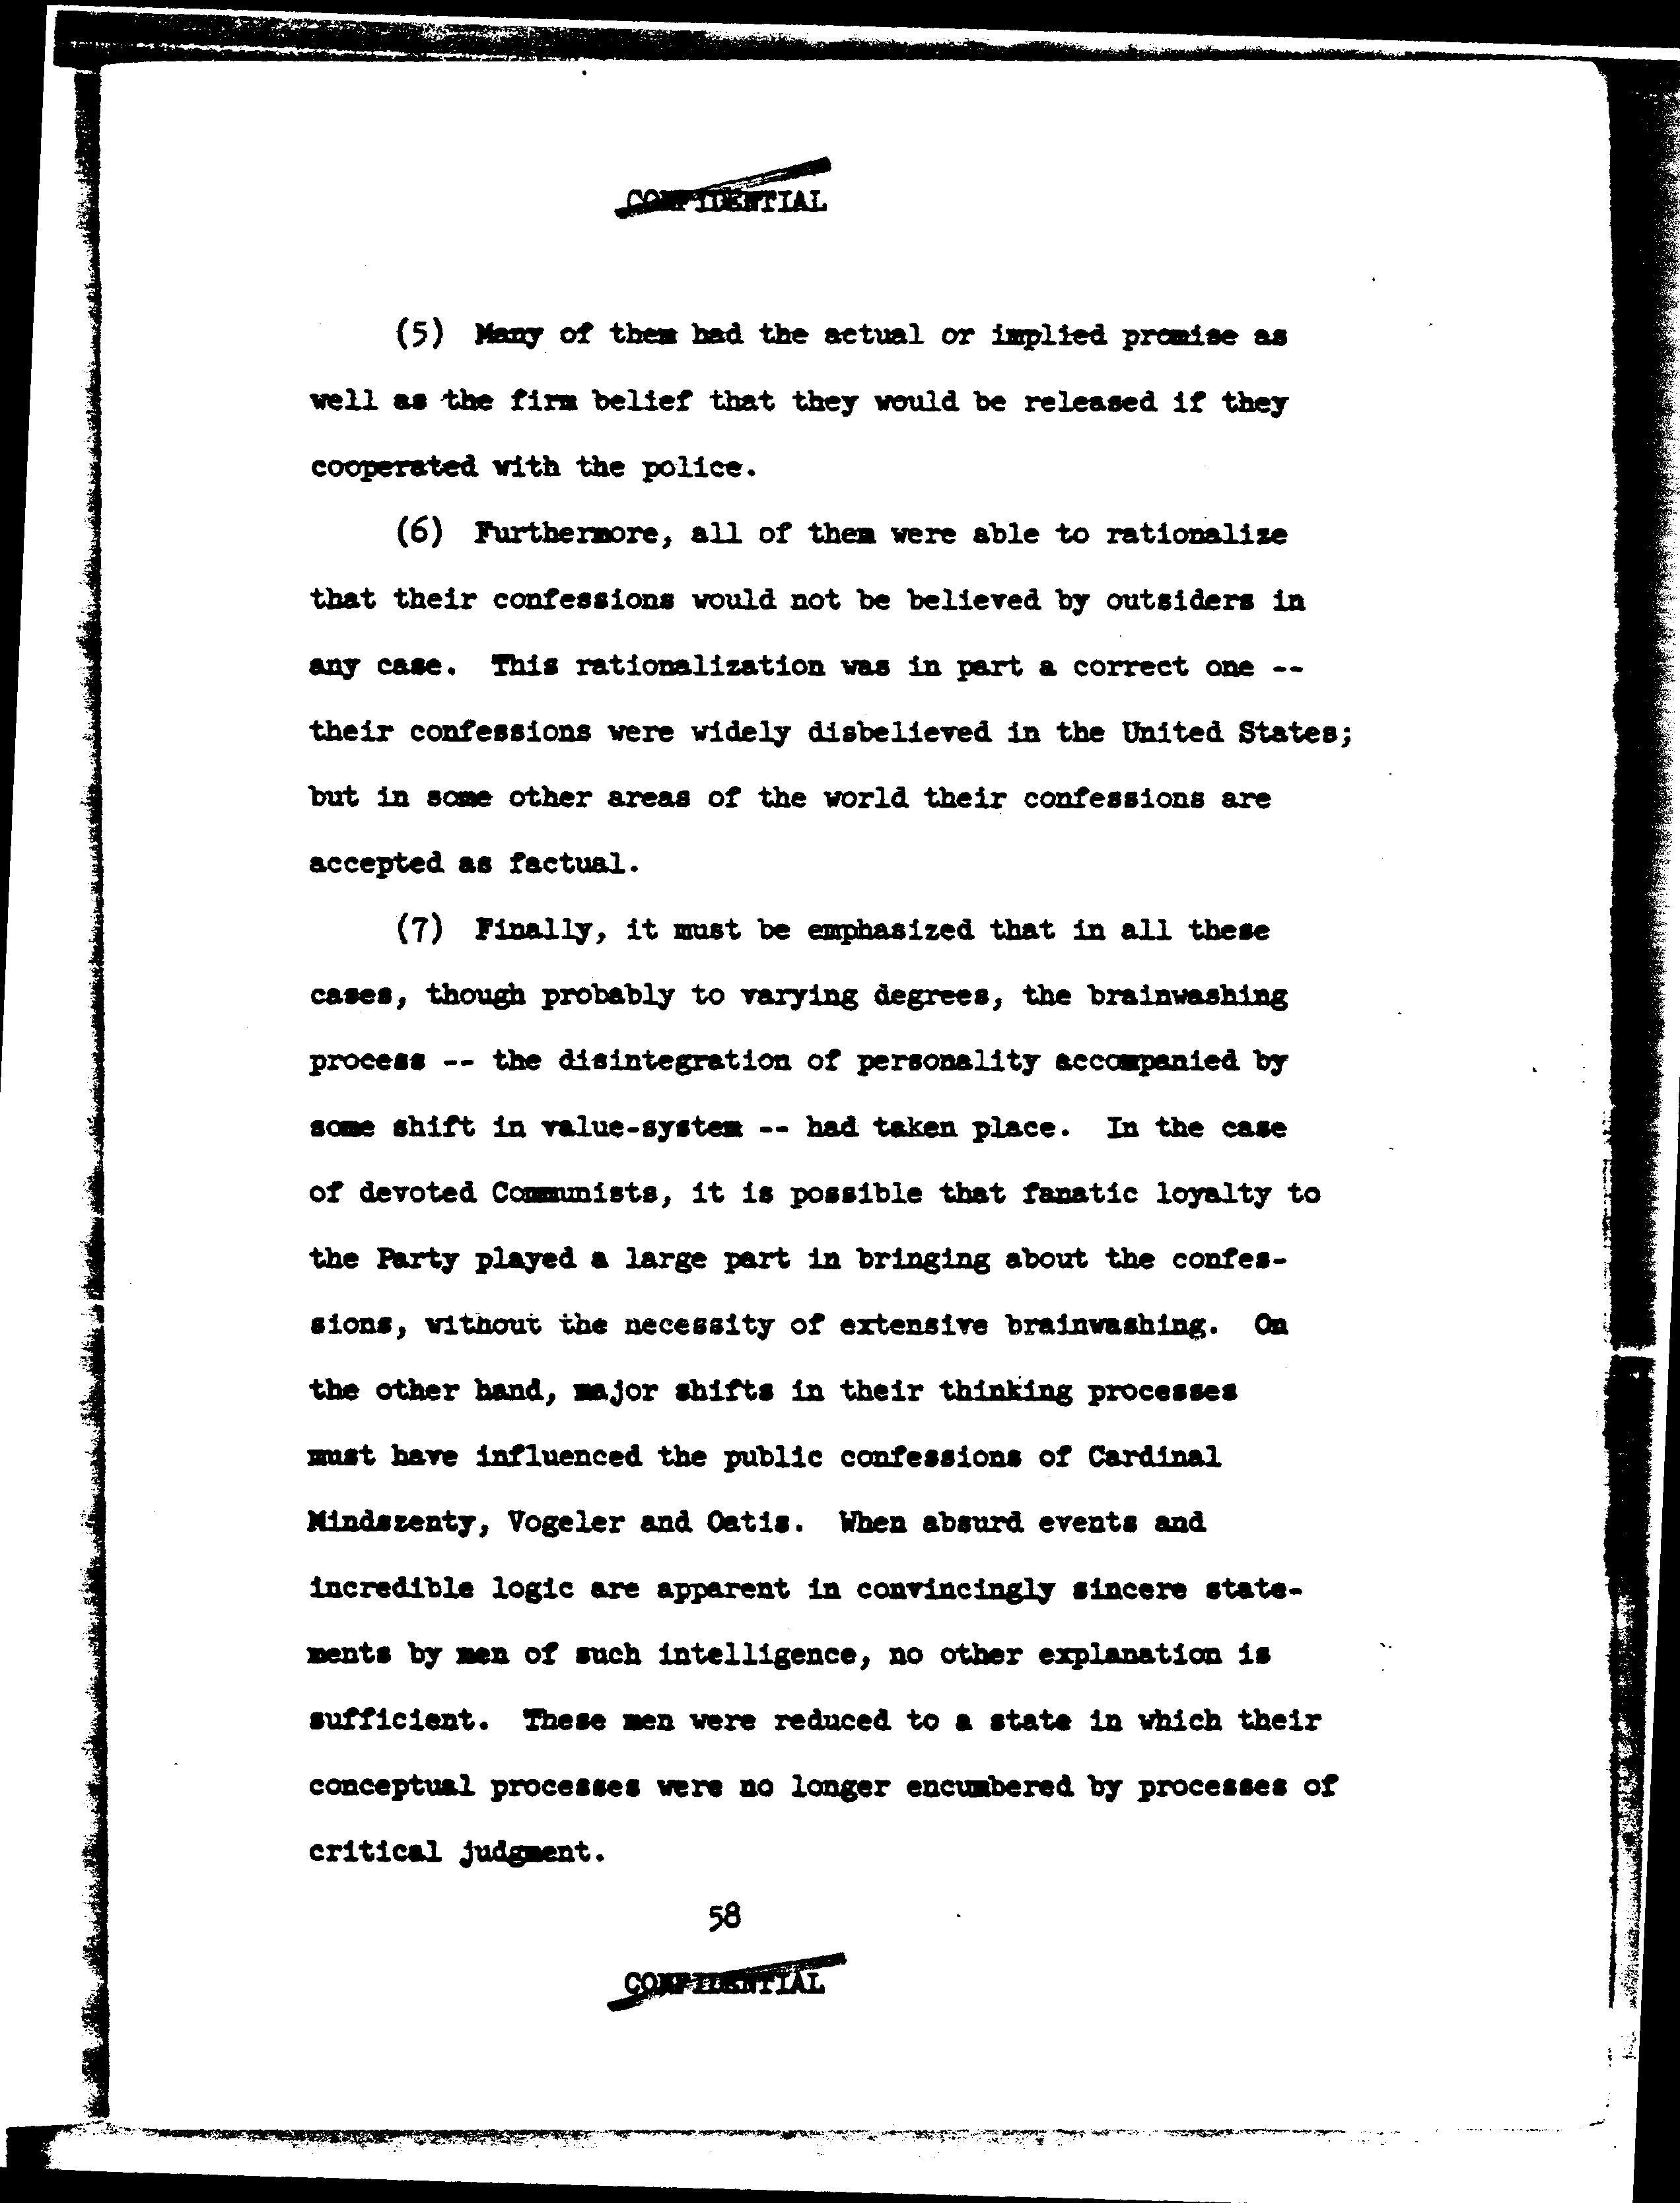 CONFIDENTIAL
(5) Many of them had the actual or implied promise as
well as the firm belief that they would be released if they
cooperated with the police.
(6) Furthermore, all of them were able to rationalize
that their confessions would not be believed by outsiders in
any case. This rationalization was in part a correct one --
their confessions were widely disbelieved in the United States;
but in some other areas of the world their confessions are
accepted as factual.
(7) Finally, it must be emphasized that in all these
cases, though probably to varying degrees, the brainwashing
process -- the disintegration of personality accompanied by
some shift in value-system -- had taken place. In the case
of devoted Communists, it is possible that fanatic loyalty to
the Party played a large part in bringing about the confes-
sions, without the necessity of extensive brainwashing. On
the other hand, major shifts in their thinking processes
must have influenced the public confessions of Cardinal
Mindszenty, Vogeler and Oatis. When absurd events and
incredible logic are apparent in convincingly sincere state-
ments by men of such intelligence, no other explanation is
sufficient. These men were reduced to a state in which their
conceptual processes were no longer encumbered by processes of
critical judgment.
58
CONFIDENTIAL